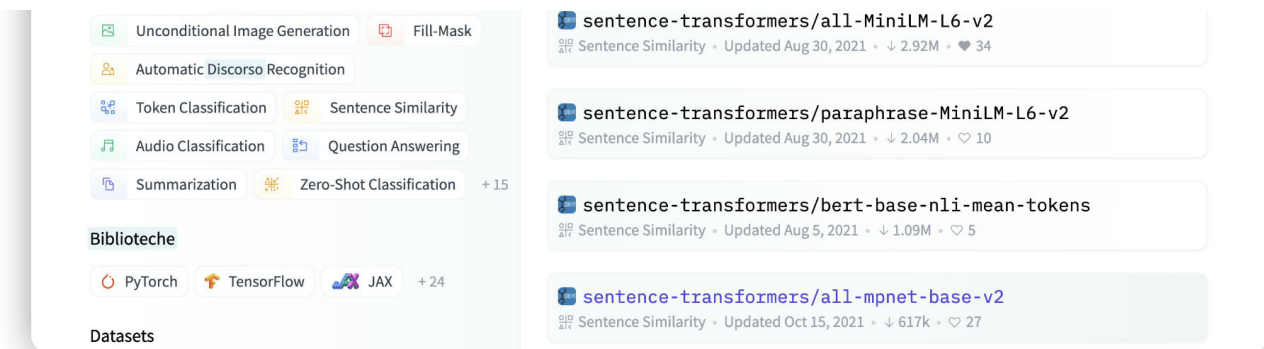 Unconditional Image Generation Fill-Mask
Automatic Discorso Recognition
Token Classification Sentence Similarity
Audio Classification Question Answering
Summarization Zero-Shot Classification + 15
Biblioteche
PyTorch TensorFlow JAX + 24
Datasets
sentence-transformers/all-MiniLM-L6-v2
Sentence Similarity • Updated Aug 30, 2021 • ↓ 2.92M • ♥ 34
sentence-transformers/paraphrase-MiniLM-L6-v2
Sentence Similarity • Updated Aug 30, 2021 • ↓ 2.04M • ♡ 10
sentence-transformers/bert-base-nli-mean-tokens
Sentence Similarity • Updated Aug 5, 2021 • ↓ 1.09M • ♡ 5
sentence-transformers/all-mpnet-base-v2
Sentence Similarity • Updated Oct 15, 2021 • ↓ 617k • ♡ 27